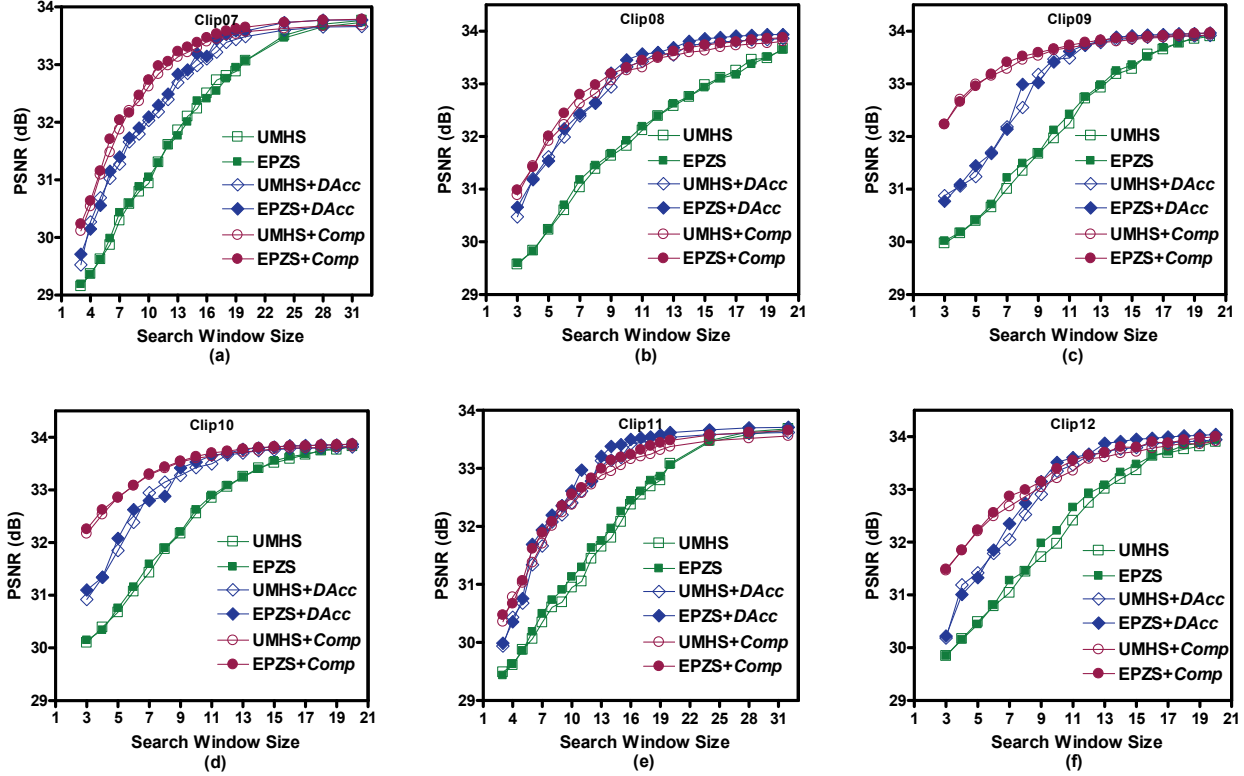 Clip07
34
33
32
31
30
29
PSNR (dB)
UMHS
EPZS
UMHS+DAcc
EPZS+DAcc
UMHS+Comp
EPZS+Comp
1 4 7 10 13 16 19 22 25 28 31
Search Window Size
(a)
Clip08
34
33
32
31
30
29
PSNR (dB)
UMHS
EPZS
UMHS+DAcc
EPZS+DAcc
UMHS+Comp
EPZS+Comp
1 3 5 7 9 11 13 15 17 19 21
Search Window Size
(b)
Clip09
34
33
32
31
30
29
PSNR (dB)
UMHS
EPZS
UMHS+DAcc
EPZS+DAcc
UMHS+Comp
EPZS+Comp
1 3 5 7 9 11 13 15 17 19 21
Search Window Size
(c)
Clip10
34
33
32
31
30
29
PSNR (dB)
UMHS
EPZS
UMHS+DAcc
EPZS+DAcc
UMHS+Comp
EPZS+Comp
1 3 5 7 9 11 13 15 17 19 21
Search Window Size
(d)
Clip11
34
33
32
31
30
29
PSNR (dB)
UMHS
EPZS
UMHS+DAcc
EPZS+DAcc
UMHS+Comp
EPZS+Comp
1 4 7 10 13 16 19 22 25 28 31
Search Window Size
(e)
Clip12
34
33
32
31
30
29
PSNR (dB)
UMHS
EPZS
UMHS+DAcc
EPZS+DAcc
UMHS+Comp
EPZS+Comp
1 3 5 7 9 11 13 15 17 19 21
Search Window Size
(f)